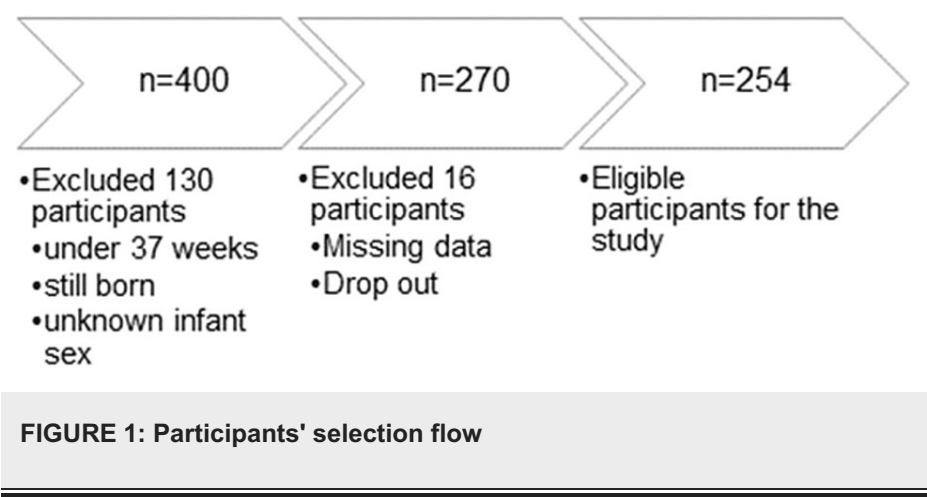 n=400
•Excluded 130
participants
•under 37 weeks
•still born
•unknown infant
sex
n=270
•Excluded 16
participants
•Missing data
•Drop out
n=254
•Eligible
participants for the
study
FIGURE 1: Participants' selection flow